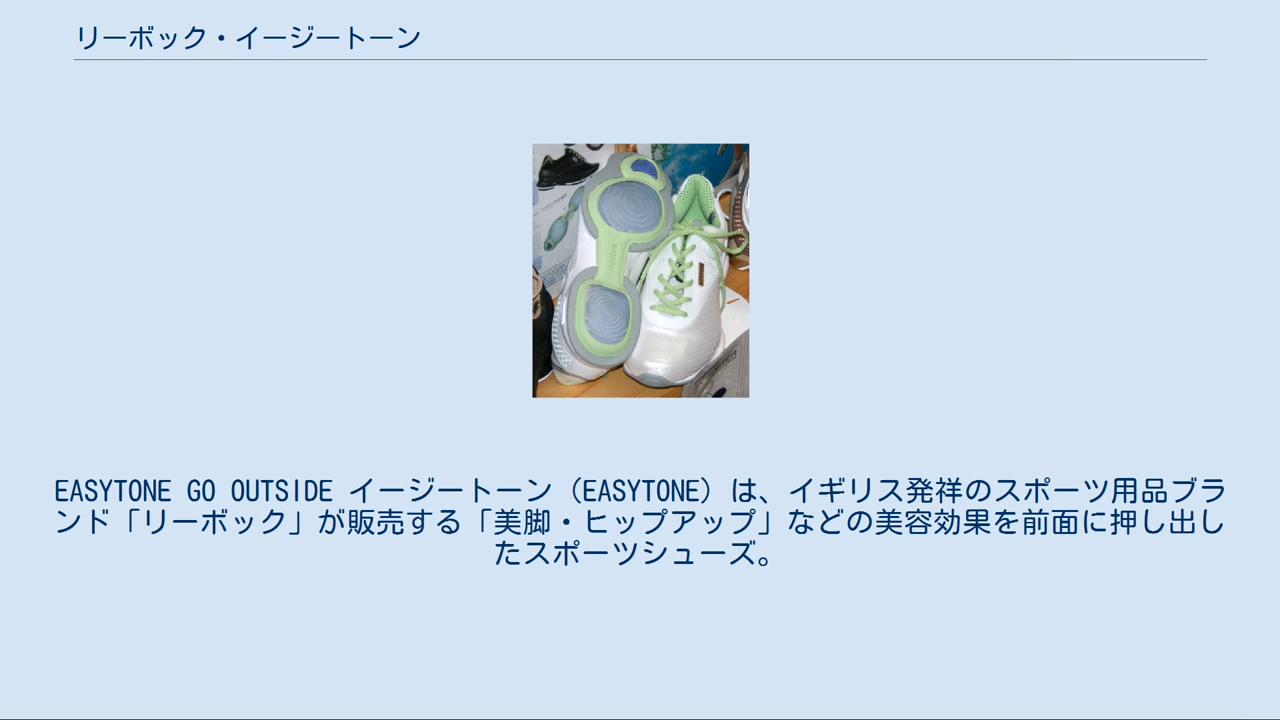 リーボック・イージートーン
EASYTONE GO OUTSIDE イージートーン（EASYTONE）は、イギリス発祥のスポーツ用品ブラ
ンド「リーボック」が販売する「美脚・ヒップアップ」などの美容効果を前面に押し出し
たスポーツシューズ。